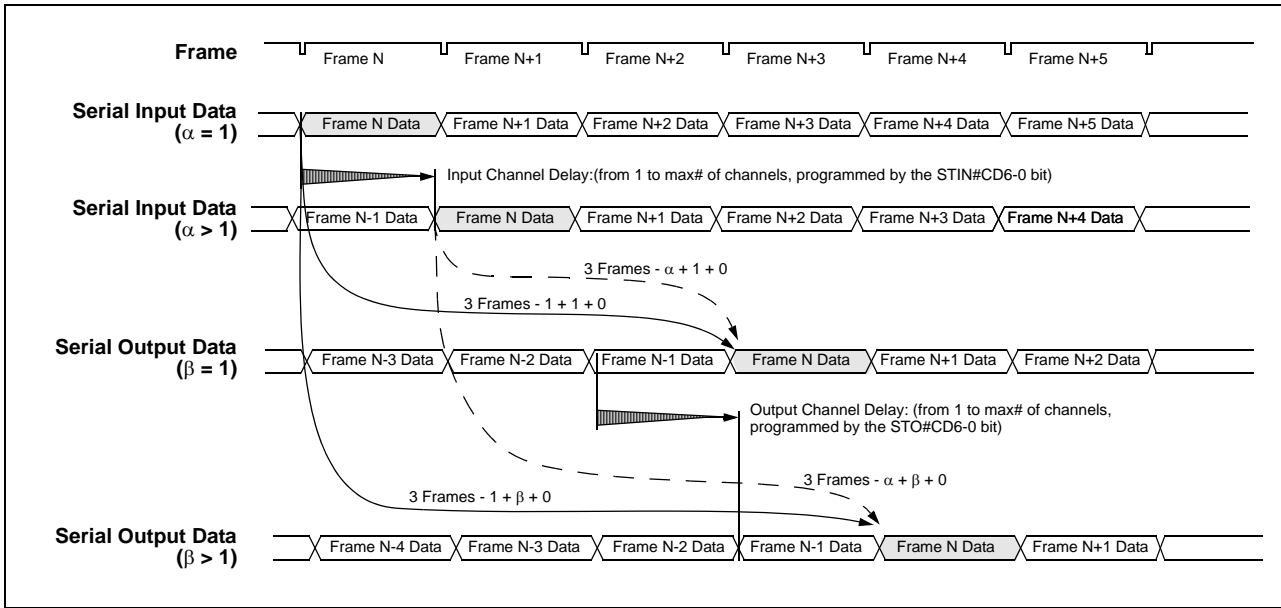 Frame
Frame N
Frame N+1
Frame N+2
Frame N+3
Frame N+4
Frame N+5
Serial Input Data
(α = 1)
Frame N Data
Frame N+1 Data
Frame N+2 Data
Frame N+3 Data
Frame N+4 Data
Frame N+5 Data
Input Channel Delay:(from 1 to max# of channels, programmed by the STIN#CD6-0 bit)
Serial Input Data
(α > 1)
Frame N-1 Data
Frame N Data
Frame N+1 Data
Frame N+2 Data
Frame N+3 Data
Frame N+4 Data
3 Frames - α + 1 + 0
3 Frames - 1 + 1 + 0
Serial Output Data
(β = 1)
Frame N-3 Data
Frame N-2 Data
Frame N-1 Data
Frame N Data
Frame N+1 Data
Frame N+2 Data
Output Channel Delay: (from 1 to max# of channels,
programmed by the STO#CD6-0 bit)
3 Frames - α + β + 0
3 Frames - 1 + β + 0
Serial Output Data
(β > 1)
Frame N-4 Data
Frame N-3 Data
Frame N-2 Data
Frame N-1 Data
Frame N Data
Frame N+1 Data